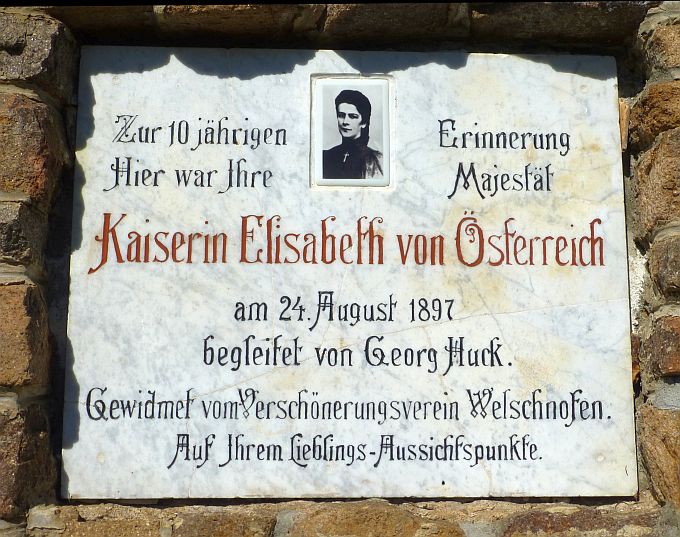 Zur 10 jährigen Erinnerung
Hier war Ihre Majestät
Kaiserin Elisabeth von Österreich
am 24. August 1897
begleitet von Georg Huck.
Gewidmet vom Verschönerungsverein Welschnofen.
Auf Ihrem Lieblings-Aussichtspunkte.